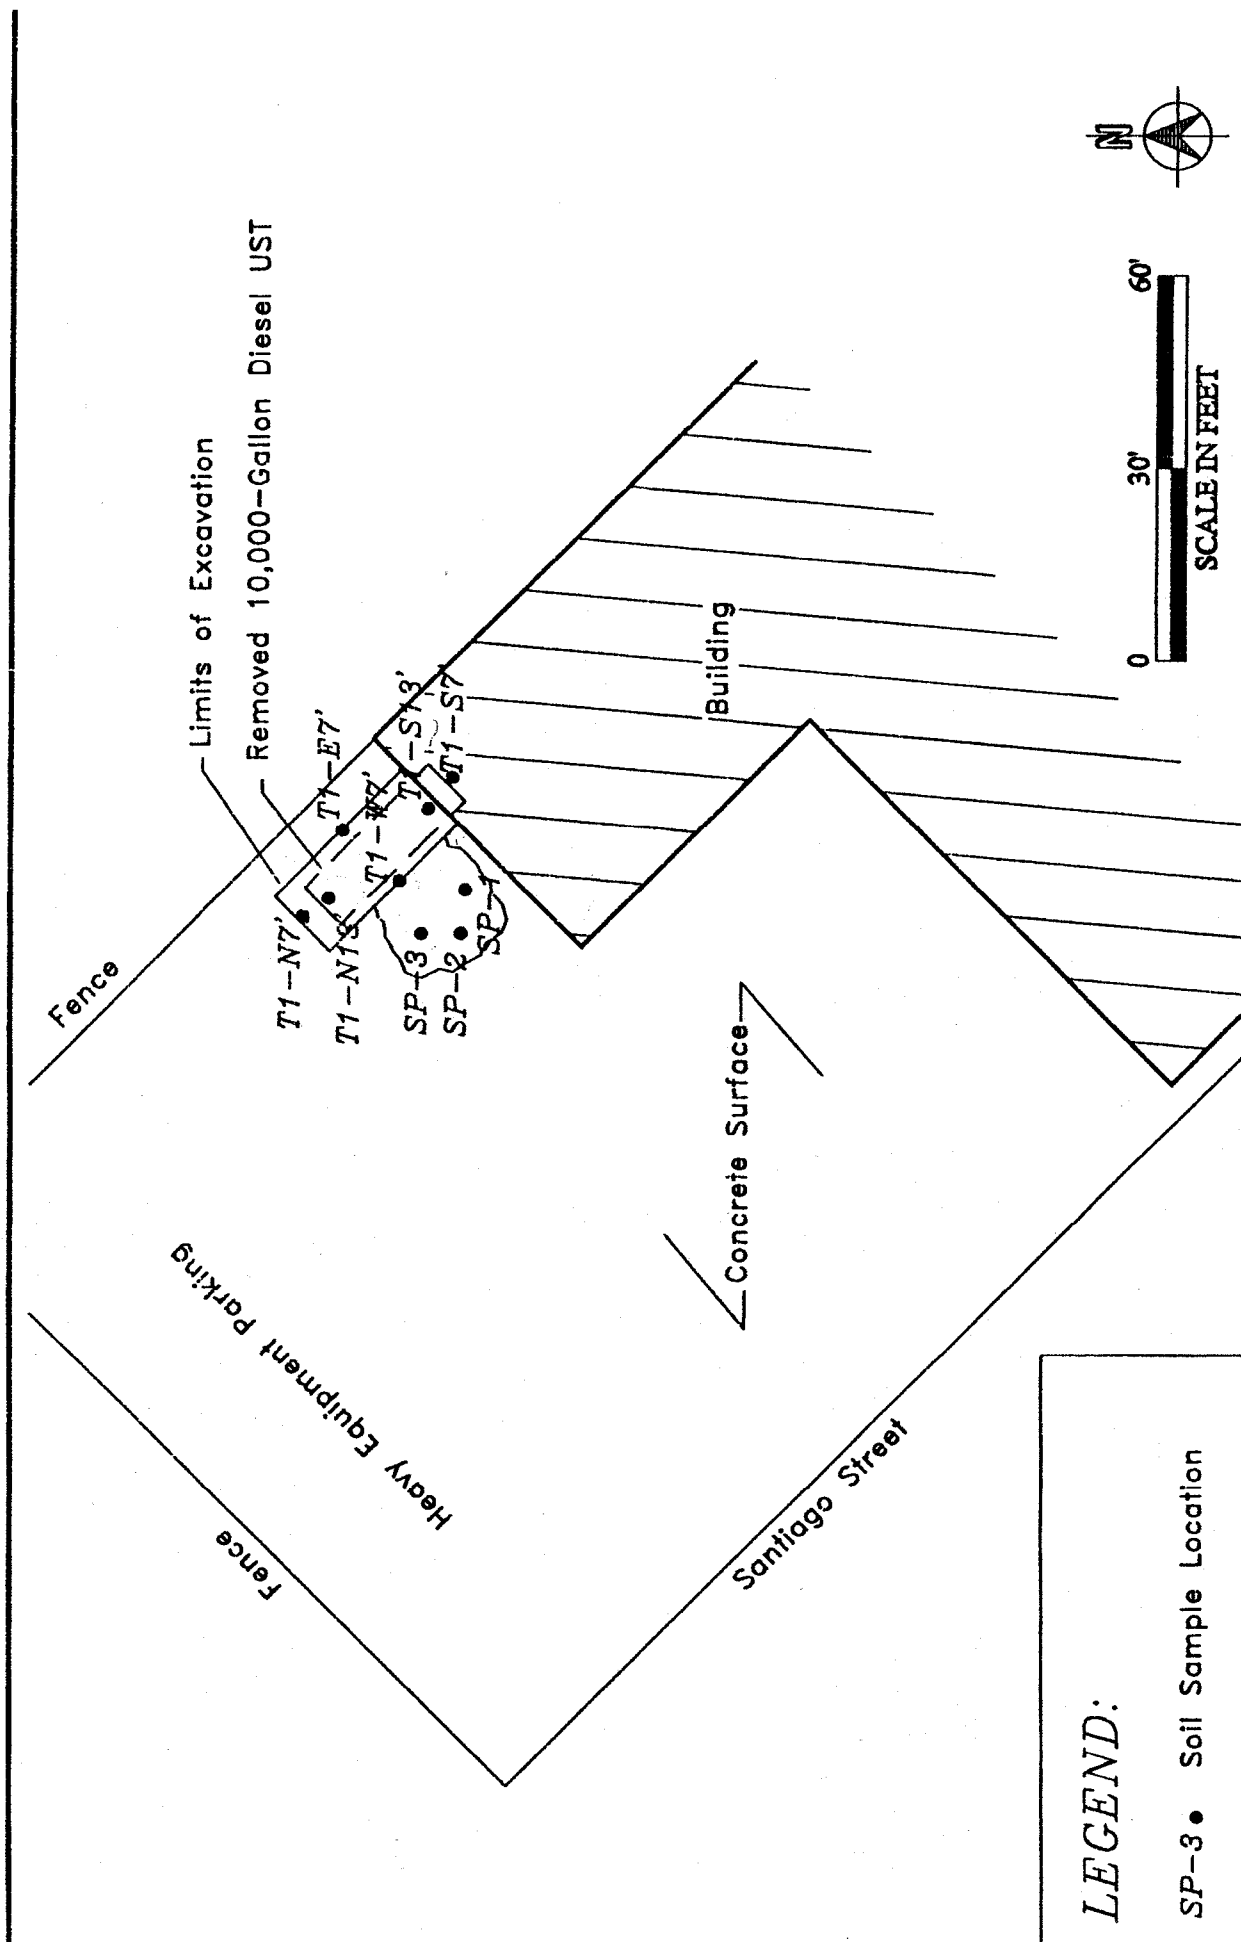 Limits of Excavation
Removed 10,000-Gallon Diesel UST
Fence
T1-N7'
T1-N13'
T1-E7'
T1-W7'
T1-S13'
T1-S7'
SP-3
SP-2
SP-1
Building
Heavy Equipment Parking
Fence
Concrete Surface
Santiago Street
N
0 30' 60'
SCALE IN FEET
LEGEND:
SP-3 Soil Sample Location